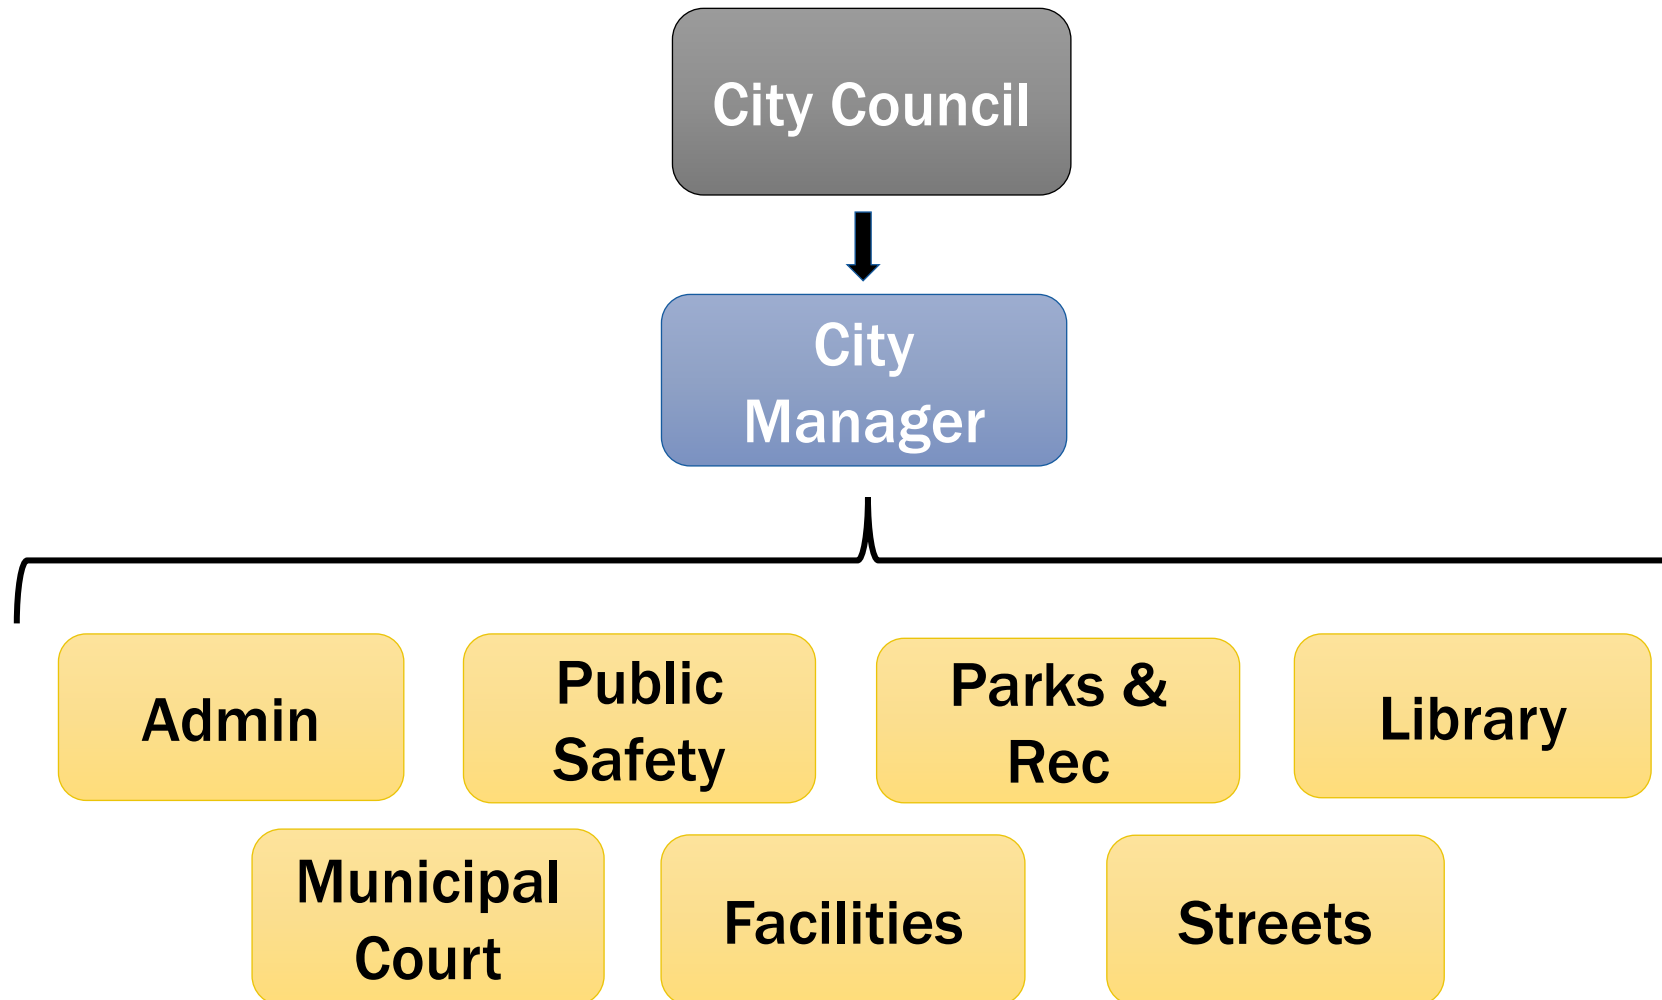 City Council
City
Manager
Admin
Public
Safety
Parks &
Rec
Library
Municipal
Court
Facilities
Streets